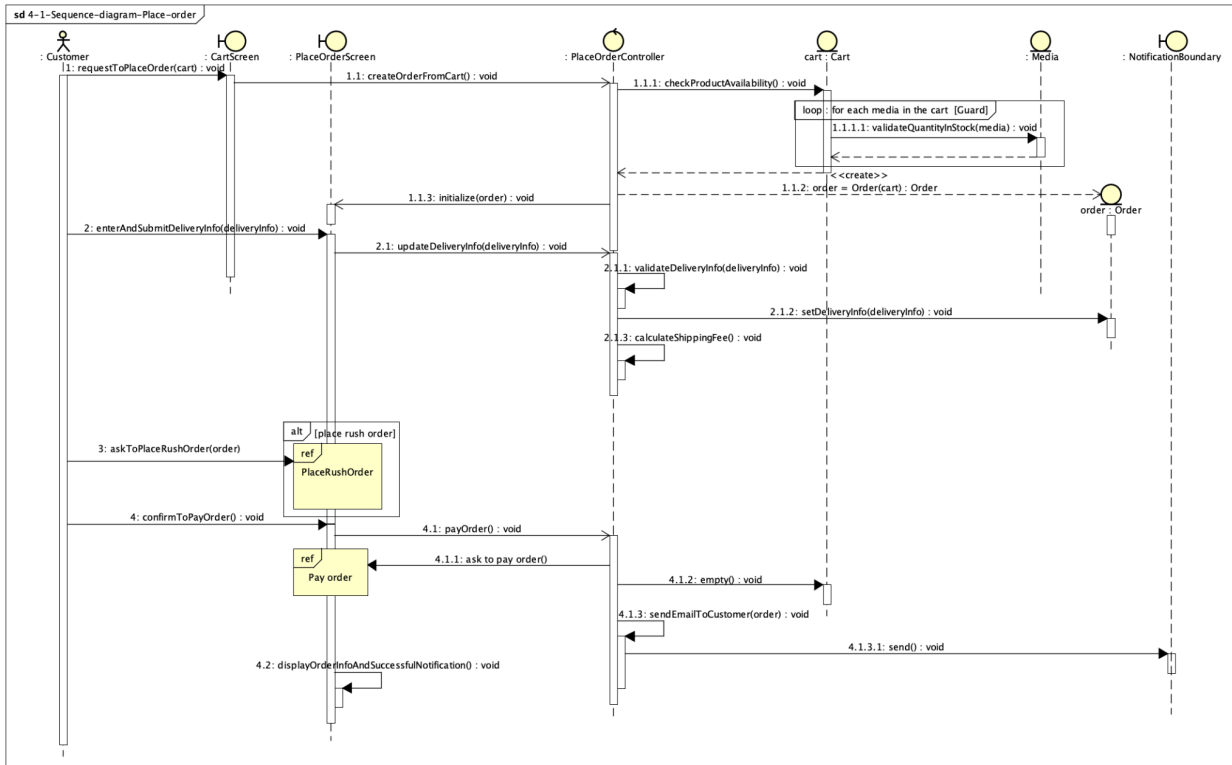 sd 4-1-Sequence-diagram-Place-order
: Customer
: CartScreen
: PlaceOrderScreen
: PlaceOrderController
cart : Cart
: Media
: NotificationBoundary
1: requestToPlaceOrder(cart) : void
1.1: createOrderFromCart() : void
1.1.1: checkProductAvailability() : void
loop : for each media in the cart [Guard]
1.1.1.1: validateQuantityInStock(media) : void
<<create>>
1.1.2: order = Order(cart) : Order
1.1.3: initialize(order) : void
order : Order
2: enterAndSubmitDeliveryInfo(deliveryInfo) : void
2.1: updateDeliveryInfo(deliveryInfo) : void
2.1.1: validateDeliveryInfo(deliveryInfo) : void
2.1.2: setDeliveryInfo(deliveryInfo) : void
2.1.3: calculateShippingFee() : void
alt [place rush order]
3: askToPlaceRushOrder(order)
ref
PlaceRushOrder
4: confirmToPayOrder() : void
4.1: payOrder() : void
ref
Pay order
4.1.1: ask to pay order()
4.1.2: empty() : void
4.1.3: sendEmailToCustomer(order) : void
4.1.3.1: send() : void
4.2: displayOrderInfoAndSuccessfulNotification() : void